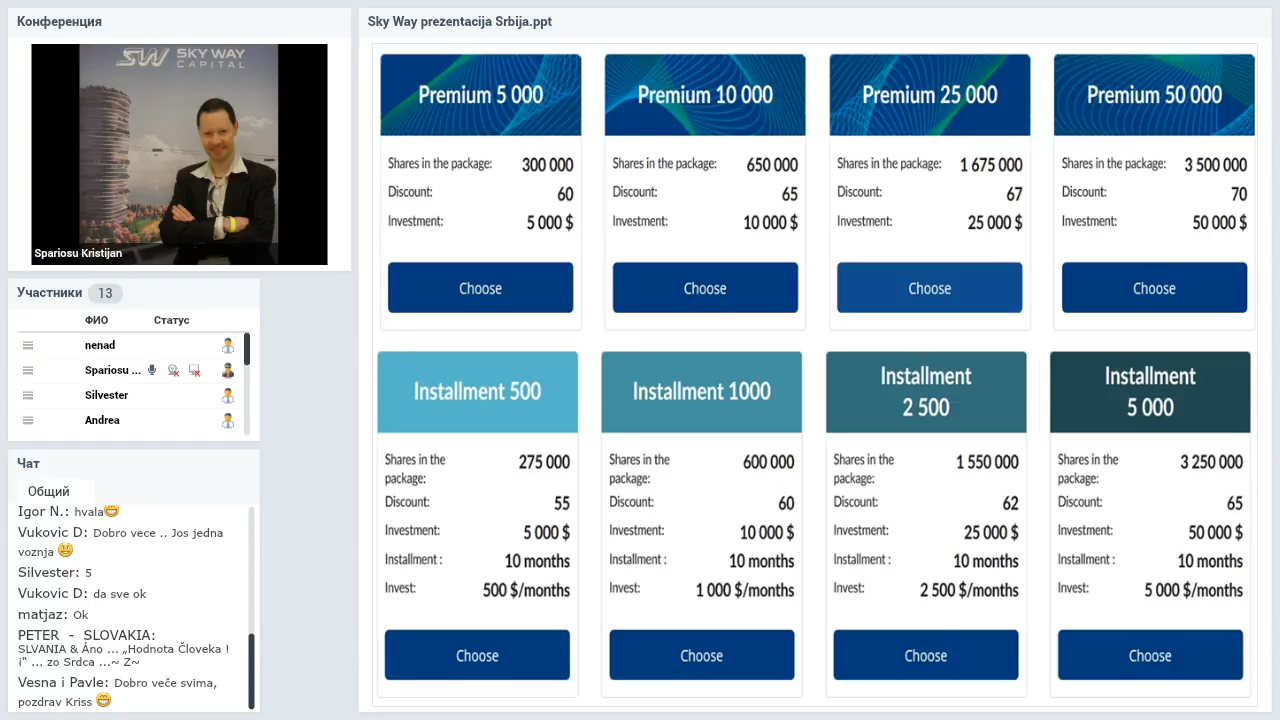 Конференция
SW SKY WAY
CAPITAL
Spariosu Kristijan
Участники 13
ФИО Статус
nenad
Spariosu ...
Silvester
Andrea
Чат
Общий
Igor N.: hvala
Vukovic D: Dobro vece .. Jos jedna
voznja
Silvester: 5
Vukovic D: da sve ok
matjaz: Ok
PETER - SLOVAKIA:
SLVANIA & Áno ... „Hodnota Človeka !
i“ ... zo Srdca ...~ Z~
Vesna i Pavle: Dobro veče svima,
pozdrav Kriss
Sky Way prezentacija Srbija.ppt
Premium 5 000
Shares in the package: 300 000
Discount: 60
Investment: 5 000 $
Choose
Premium 10 000
Shares in the package: 650 000
Discount: 65
Investment: 10 000 $
Choose
Premium 25 000
Shares in the package: 1 675 000
Discount: 67
Investment: 25 000 $
Choose
Premium 50 000
Shares in the package: 3 500 000
Discount: 70
Investment: 50 000 $
Choose
Installment 500
Shares in the 275 000
package:
Discount: 55
Investment: 5 000 $
Installment : 10 months
Invest: 500 $/months
Choose
Installment 1000
Shares in the 600 000
package:
Discount: 60
Investment: 10 000 $
Installment : 10 months
Invest: 1 000 $/months
Choose
Installment
2 500
Shares in the 1 550 000
package:
Discount: 62
Investment: 25 000 $
Installment : 10 months
Invest: 2 500 $/months
Choose
Installment
5 000
Shares in the 3 250 000
package:
Discount: 65
Investment: 50 000 $
Installment : 10 months
Invest: 5 000 $/months
Choose